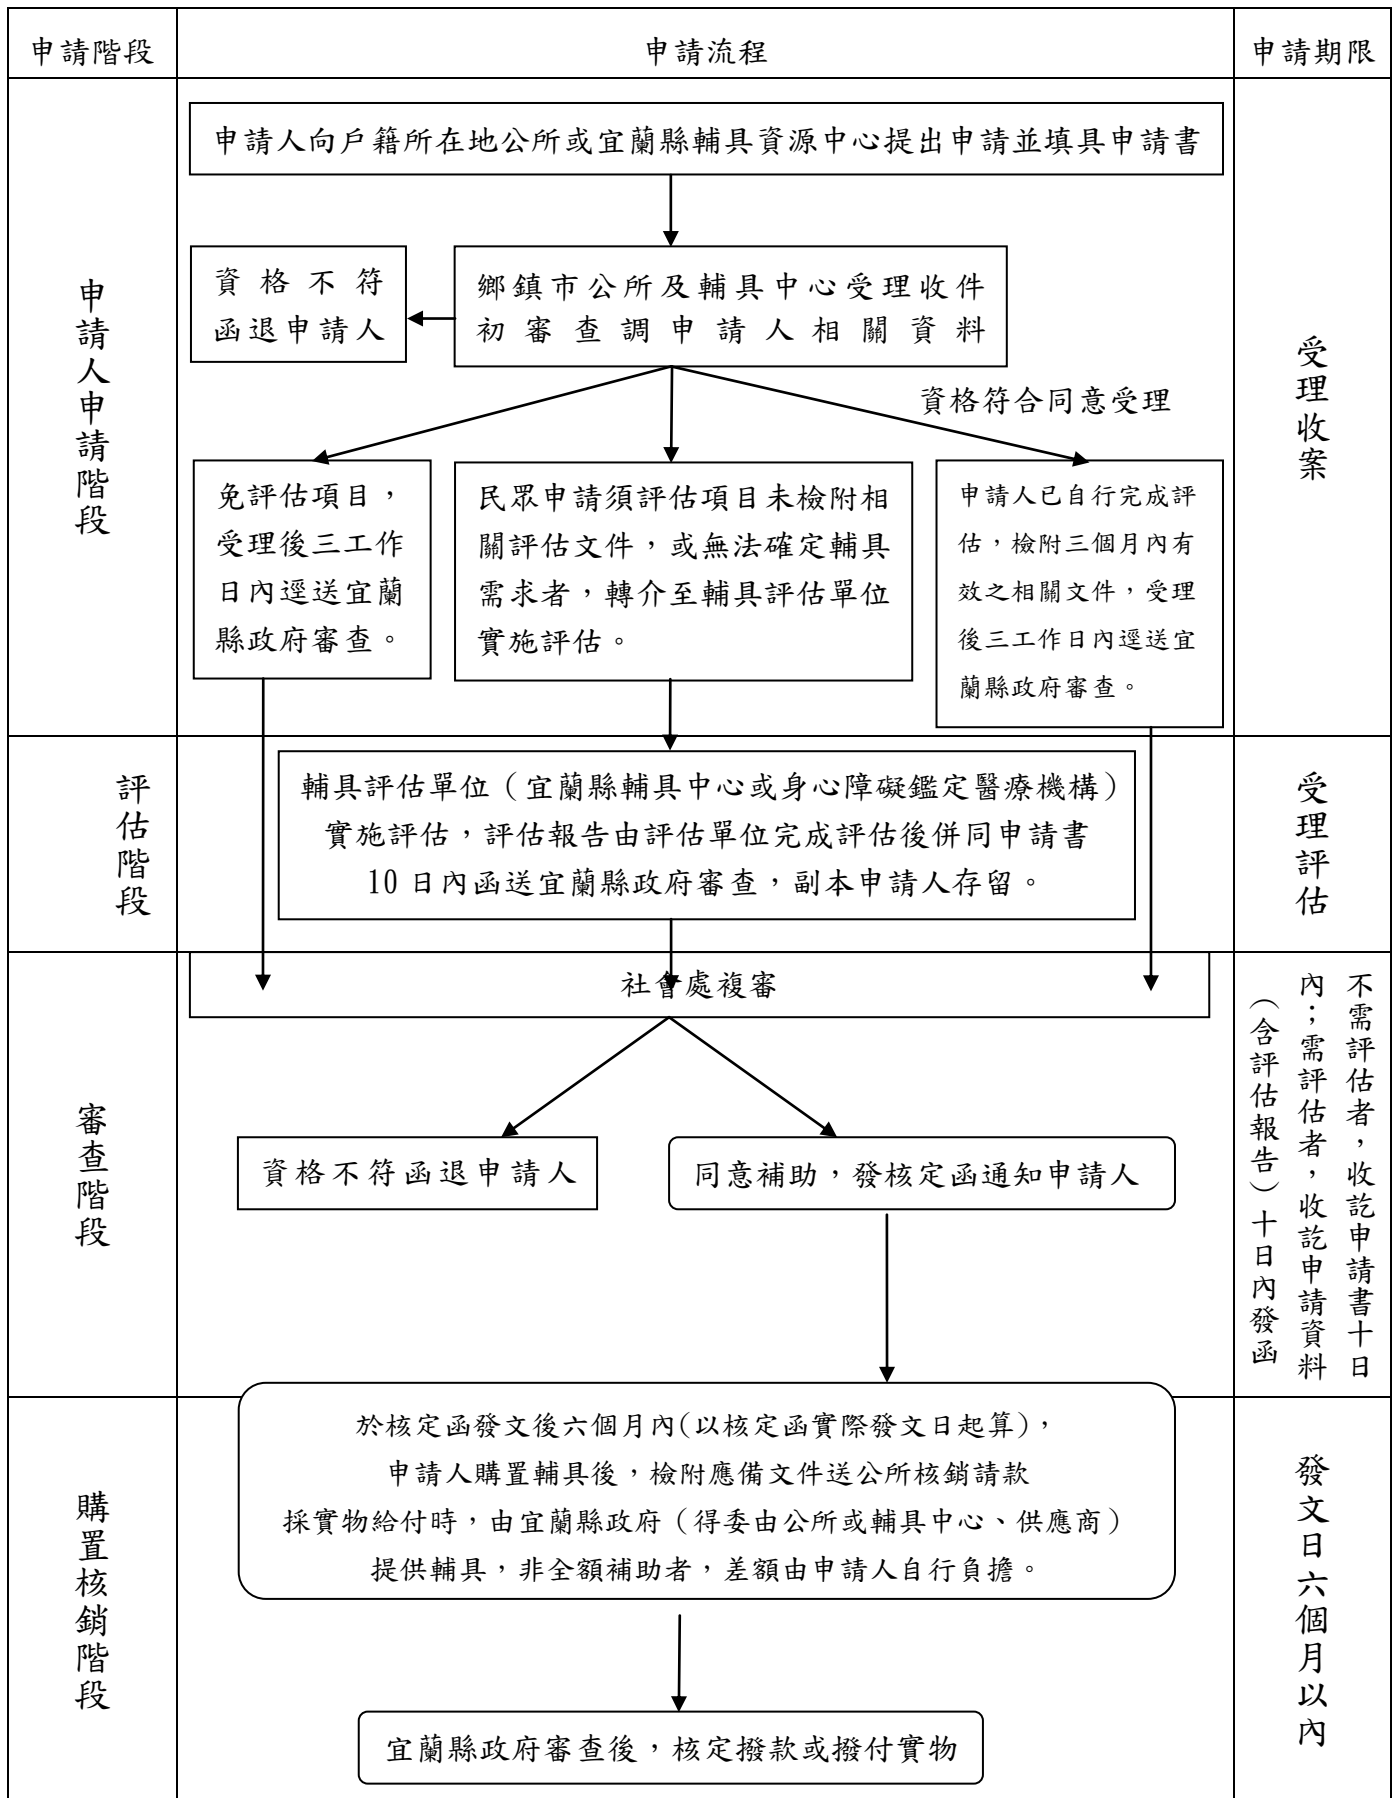 申請階段
申請流程
申請期限
申請人申請階段
申請人向戶籍所在地公所或宜蘭縣輔具資源中心提出申請並填具申請書
資格不符
函退申請人
鄉鎮市公所及輔具中心受理收件
初審查調申請人相關資料
資格符合同意受理
免評估項目，
受理後三工作
日內逕送宜蘭
縣政府審查。
民眾申請須評估項目未檢附相
關評估文件，或無法確定輔具
需求者，轉介至輔具評估單位
實施評估。
申請人已自行完成評
估，檢附三個月內有
效之相關文件，受理
後三工作日內逕送宜
蘭縣政府審查。
受理收案
評估階段
輔具評估單位（宜蘭縣輔具中心或身心障礙鑑定醫療機構）
實施評估，評估報告由評估單位完成評估後併同申請書
10 日內函送宜蘭縣政府審查，副本申請人存留。
受理評估
審查階段
社會處複審
資格不符函退申請人
同意補助，發核定函通知申請人
不需評估者，收訖申請書十日
內；需評估者，收訖申請資料
（含評估報告）十日內發函
購置核銷階段
於核定函發文後六個月內(以核定函實際發文日起算)，
申請人購置輔具後，檢附應備文件送公所核銷請款
採實物給付時，由宜蘭縣政府（得委由公所或輔具中心、供應商）
提供輔具，非全額補助者，差額由申請人自行負擔。
宜蘭縣政府審查後，核定撥款或撥付實物
發文日六個月以內